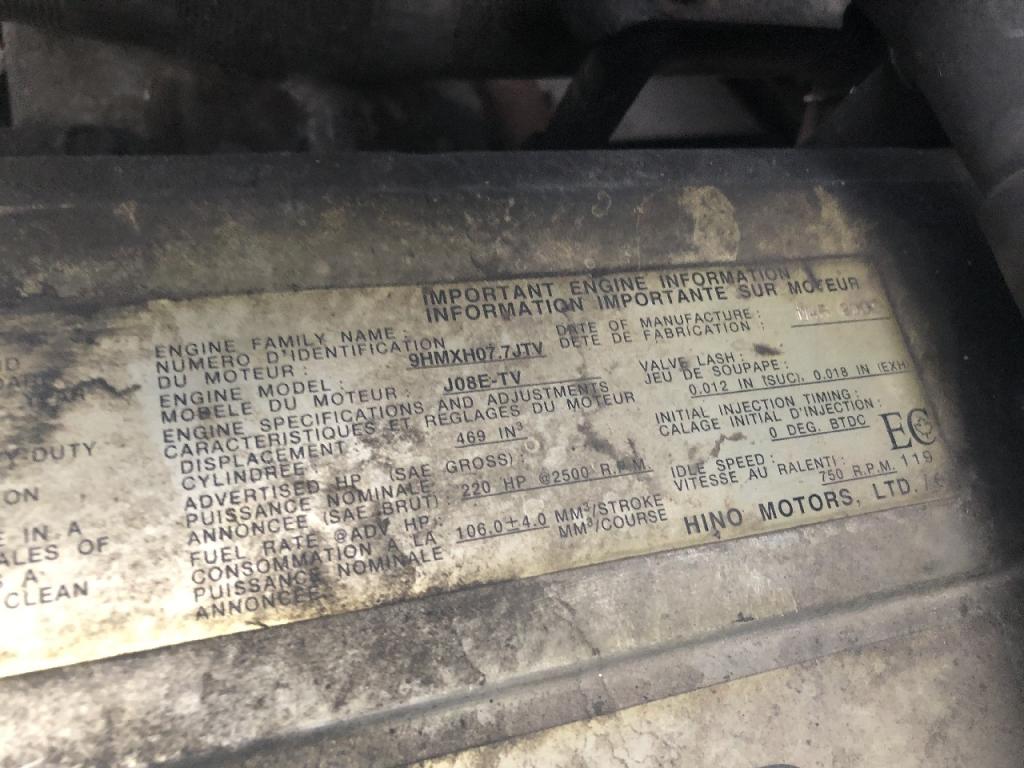 IMPORTANT ENGINE INFORMATION
INFORMATION IMPORTANTE SUR MOTEUR
ENGINE FAMILY NAME:
NUMERO D'IDENTIFICATION
DU MOTEUR: 9HMXH07.7JTV
ENGINE MODEL:
MODELE DU MOTEUR: J08E-TV
ENGINE SPECIFICATIONS AND ADJUSTMENTS
CARACTERISTIQUES ET REGLAGES DU MOTEUR
DISPLACEMENT
CYLINDREE: 469 IN³
ADVERTISED HP (SAE GROSS):
PUISSANCE NOMINALE 220 HP @2500 R.P.M.
ANNONCEE (SAE BRUT)
FUEL RATE @ADV HP:
CONSOMMATION A LA 106.0±4.0 MM³/STROKE
MM³/COURSE
PUISSANCE NOMINALE
ANNONCEE
DATE OF MANUFACTURE:
DETE DE FABRICATION:
VALVE LASH:
JEU DE SOUPAPE:
0.012 IN (SUC), 0.018 IN (EXH)
INITIAL INJECTION TIMING:
CALAGE INITIAL D'INJECTION:
0 DEG. BTDC
IDLE SPEED:
VITESSE AU RALENTI:
750 R.P.M.
EC
119
HINO MOTORS, LTD.
DUTY
ON
E IN A
ALES OF
A
CLEAN